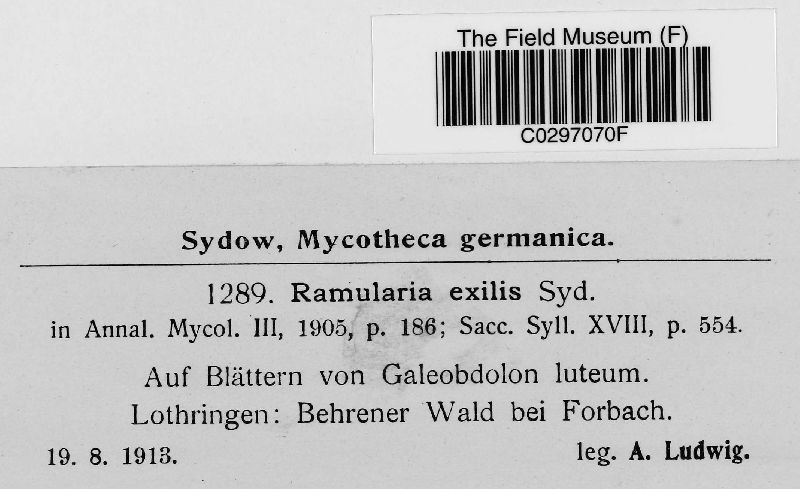 The Field Museum (F)
C0297070F
Sydow, Mycotheca germanica.
1289. Ramularia exilis Syd.
in Annal. Mycol. III, 1905, p. 186; Sacc. Syll. XVIII, p. 554.
Auf Blättern von Galeobdolon luteum.
Lothringen: Behrener Wald bei Forbach.
19. 8. 1913. leg. A. Ludwig.